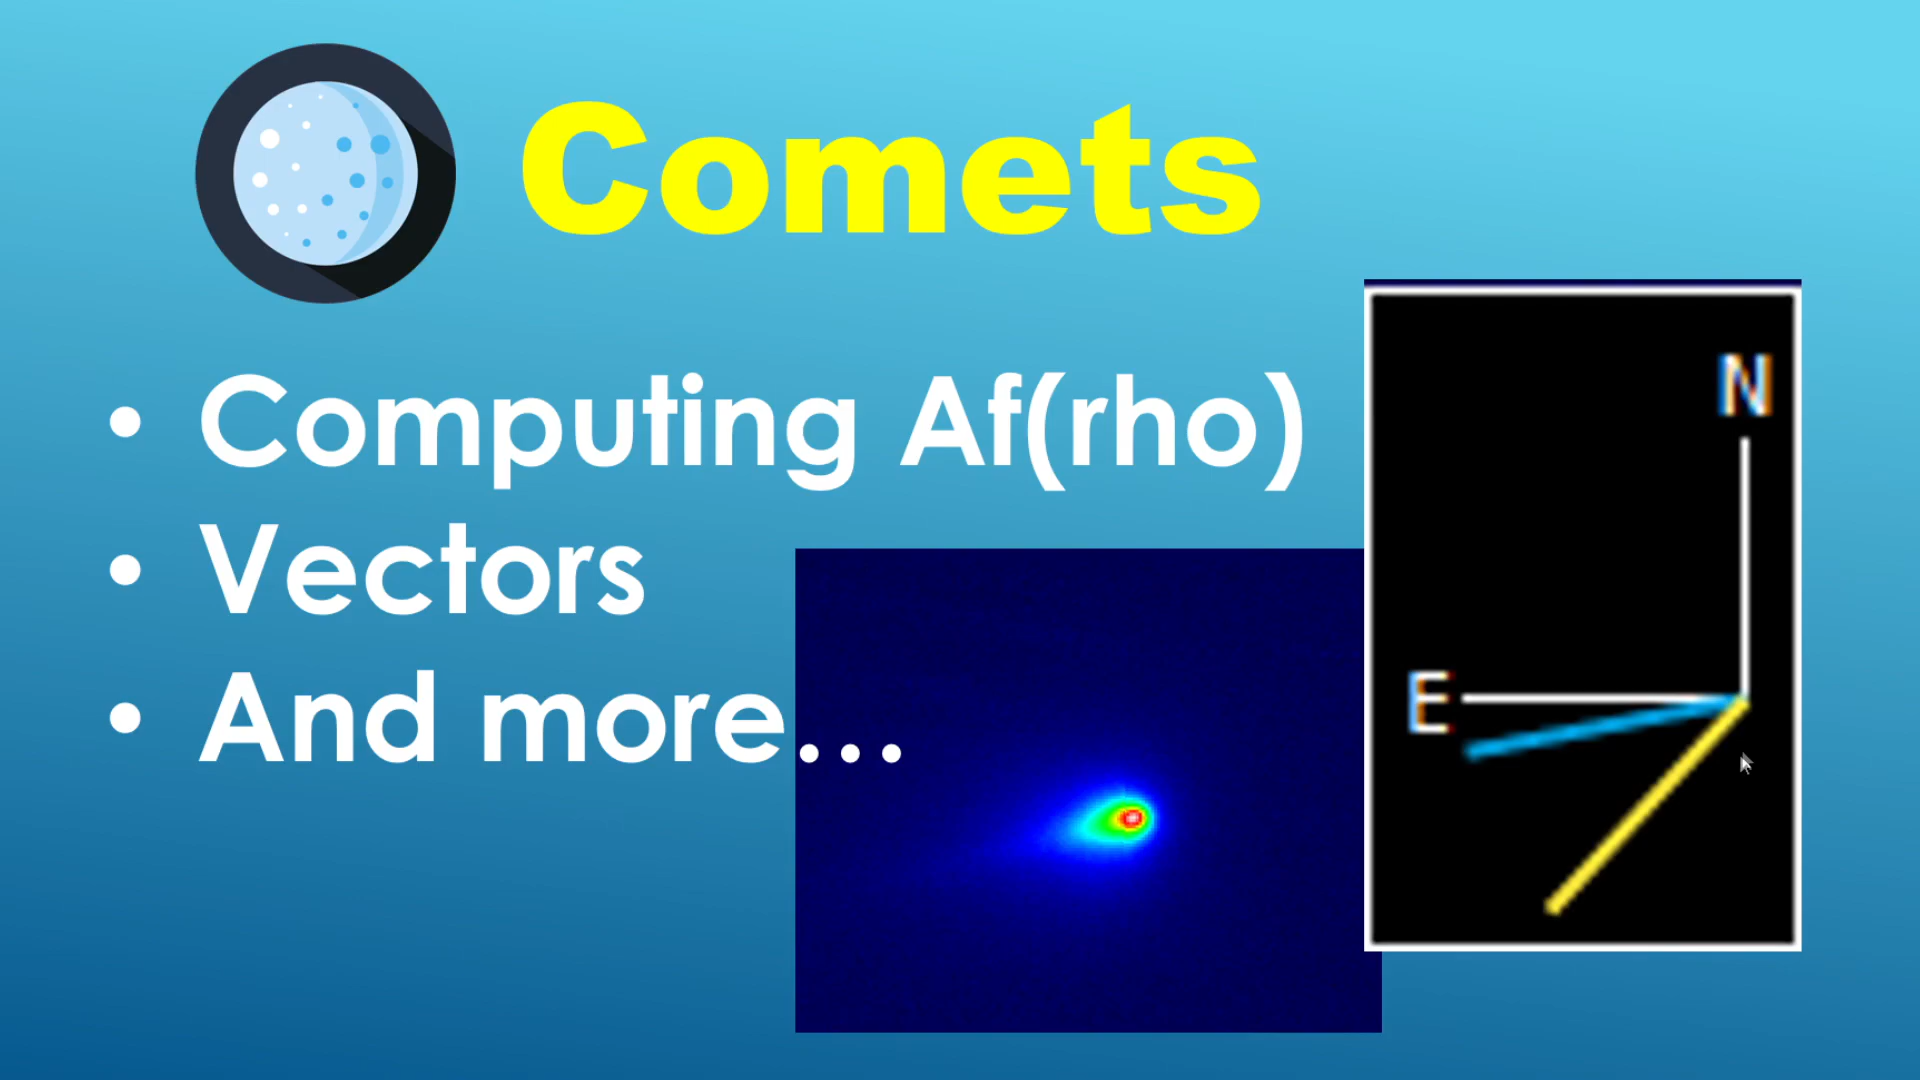 Comets
• Computing Af(rho)
• Vectors
• And more...
N
E